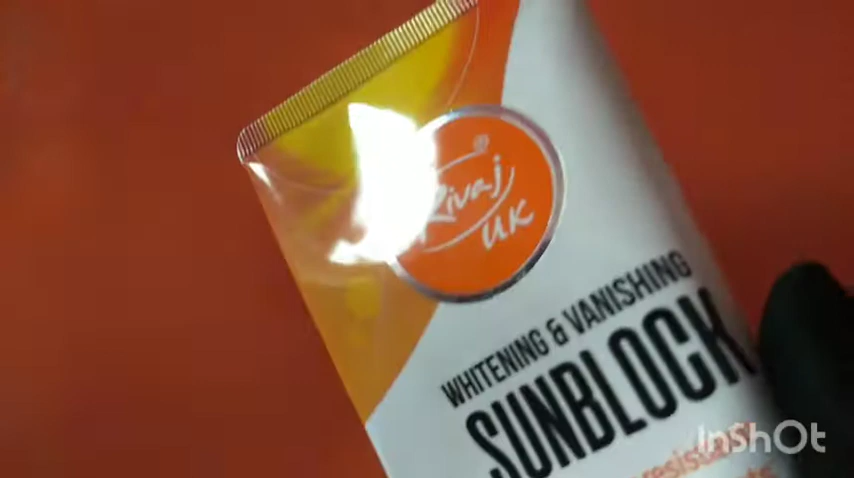 Rivaj
UK
®
WHITENING & VANISHING
SUNBLOCK
InShOt